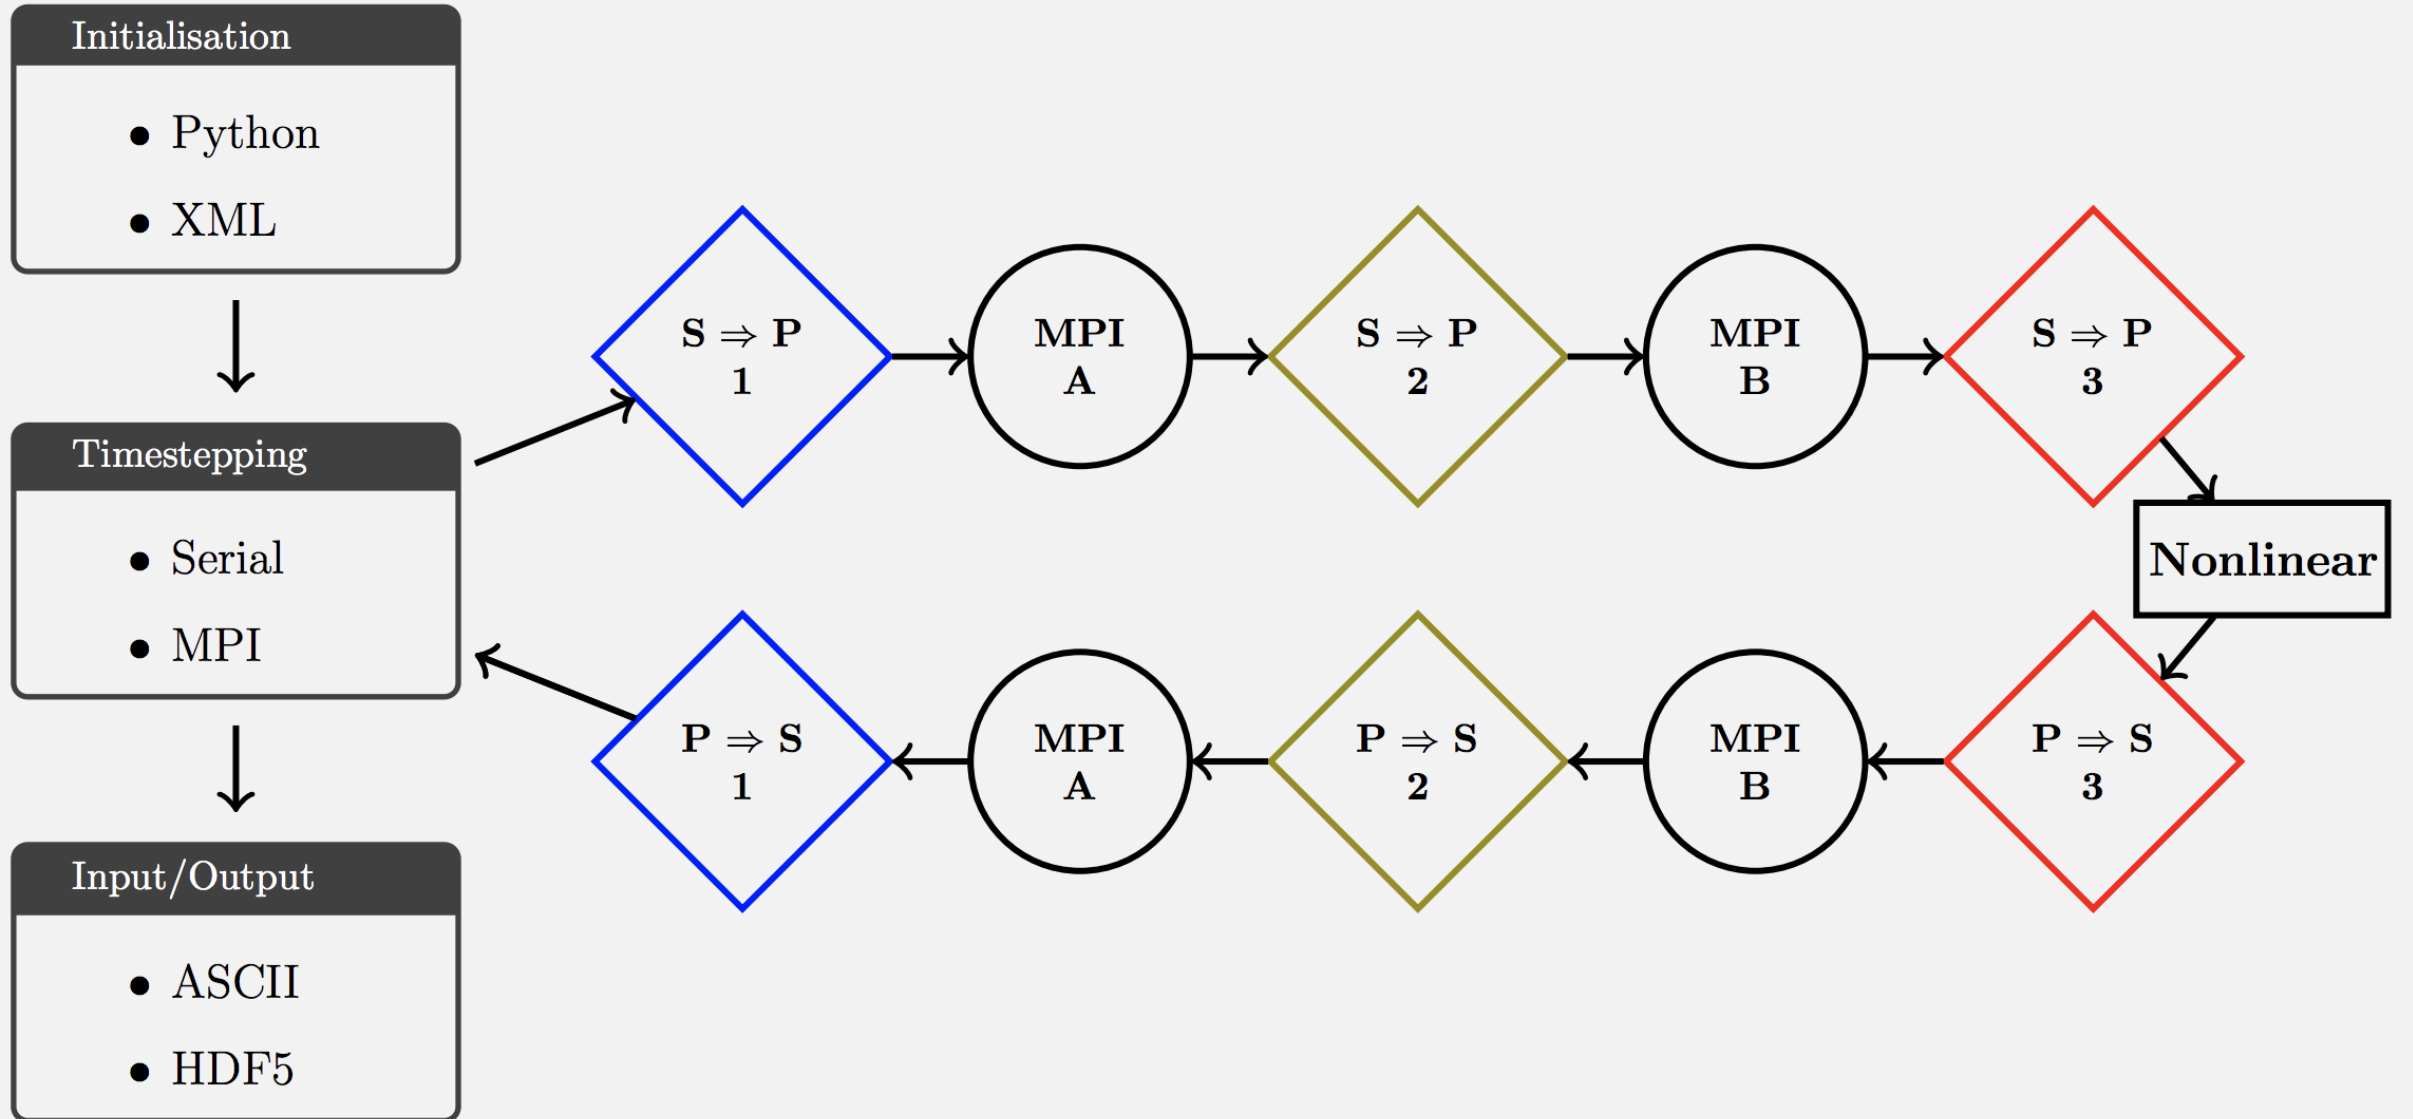 Initialisation
• Python
• XML
Timestepping
• Serial
• MPI
Input/Output
• ASCII
• HDF5
S ⇒ P
1
MPI
A
S ⇒ P
2
MPI
B
S ⇒ P
3
Nonlinear
P ⇒ S
3
MPI
B
P ⇒ S
2
MPI
A
P ⇒ S
1